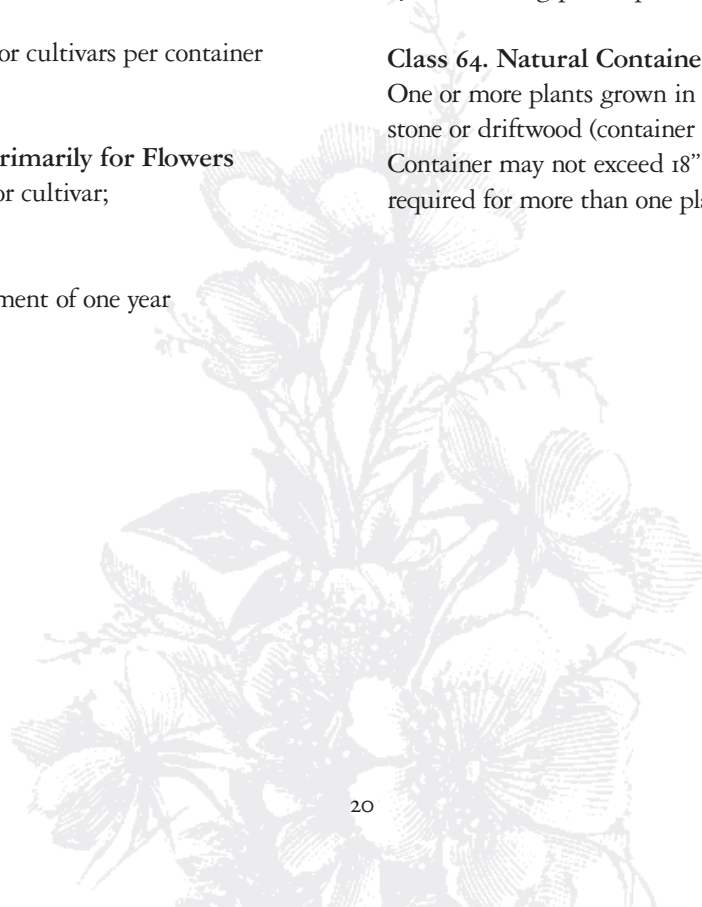 or cultivars per container
rimarily for Flowers
or cultivar;
ment of one year
Class 64. Natural Containe
One or more plants grown in
stone or driftwood (container
Container may not exceed 18”
required for more than one pla
20